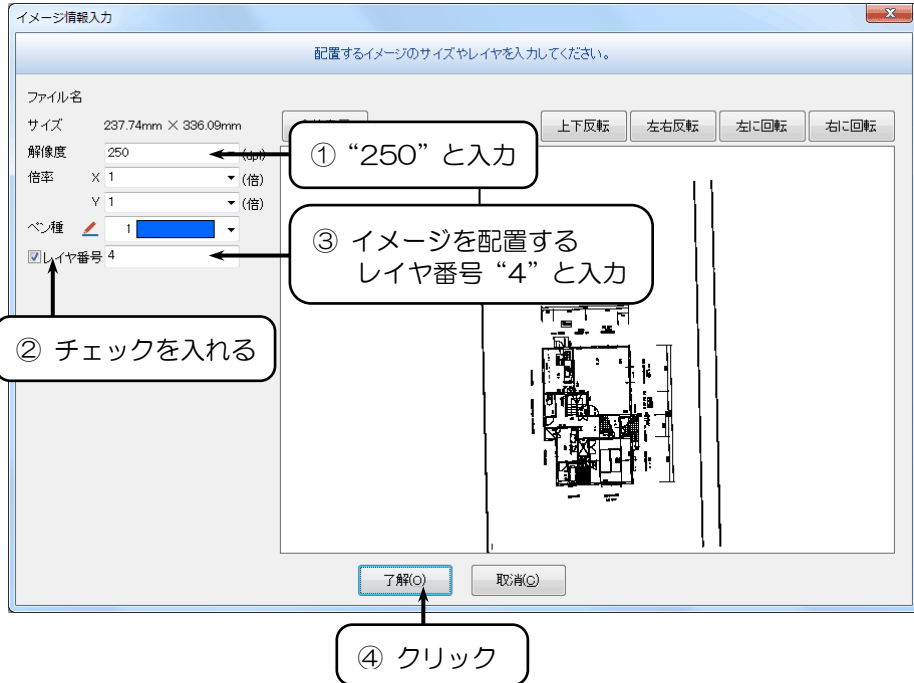 イメージ情報入力
配置するイメージのサイズやレイヤを入力してください。
ファイル名
サイズ 237.74mm × 336.09mm
上下反転 左右反転 左に回転 右に回転
解像度 250 (dpi)
① “250” と入力
倍率 X 1 (倍)
Y 1 (倍)
ペン種 1
レイヤ番号 4
③ イメージを配置する
レイヤ番号 “4” と入力
② チェックを入れる
了解(O) 取消(C)
④ クリック